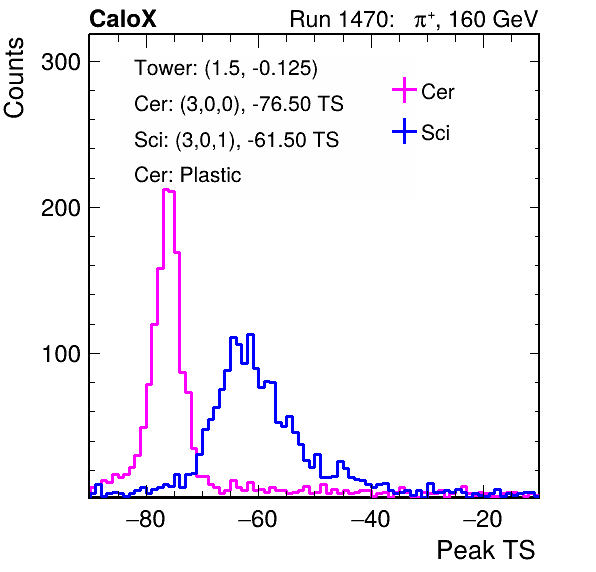 CaloX Run 1470: π⁺, 160 GeV
Counts
Tower: (1.5, -0.125)
Cer: (3,0,0), -76.50 TS
Sci: (3,0,1), -61.50 TS
Cer: Plastic
Cer
Sci
300
200
100
−80 −60 −40 −20
Peak TS